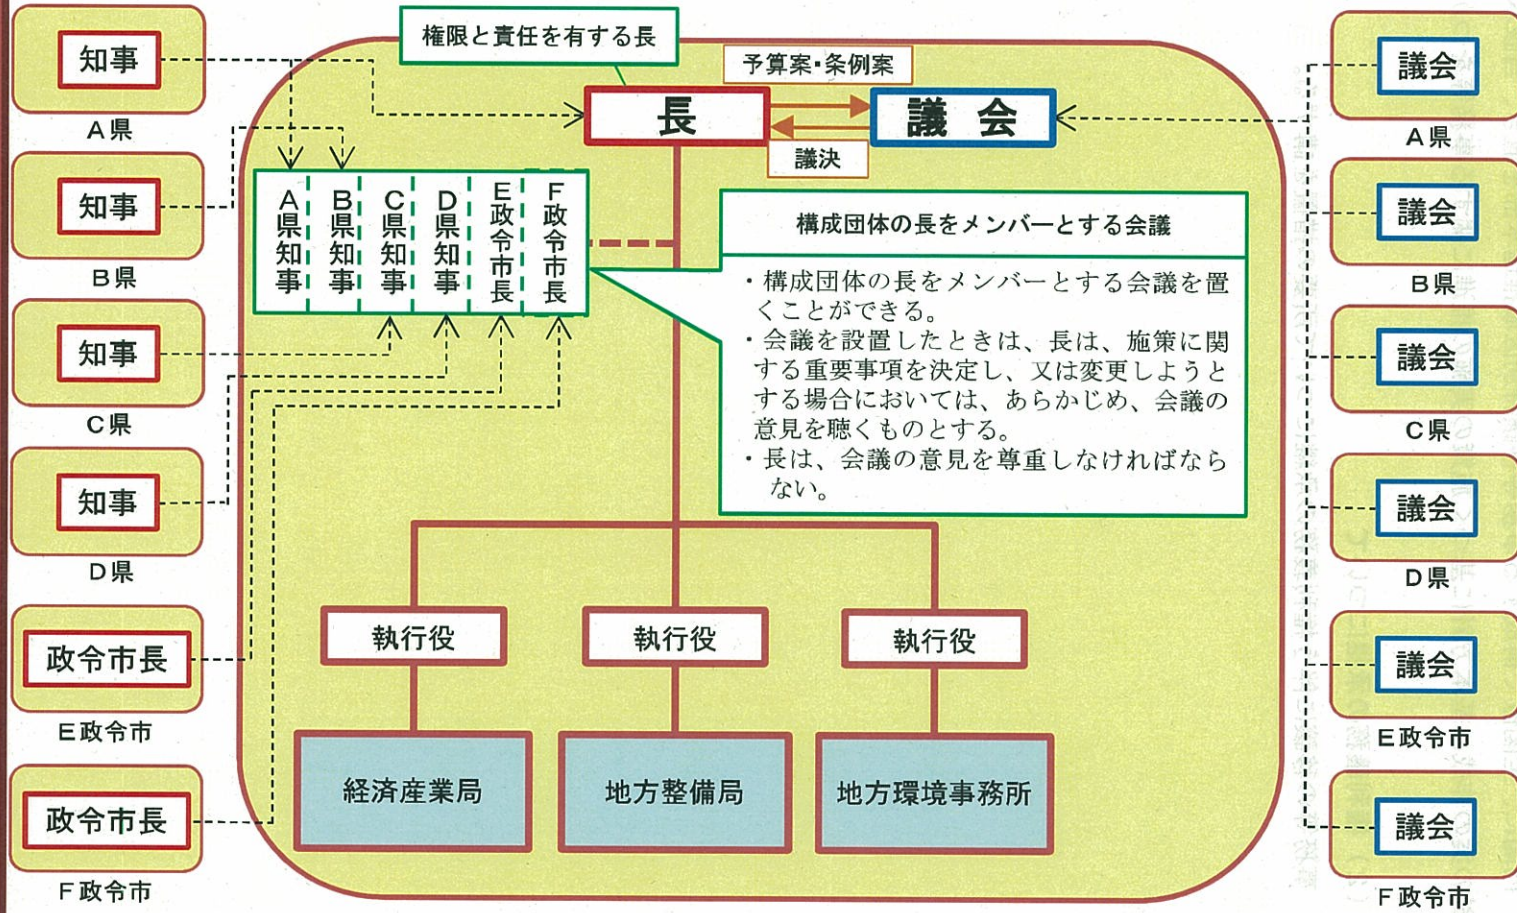 知事
A県
知事
B県
知事
C県
知事
D県
政令市長
E政令市
政令市長
F政令市
権限と責任を有する長
予算案・条例案
長
議会
議決
A県知事
B県知事
C県知事
D県知事
E政令市長
F政令市長
構成団体の長をメンバーとする会議
・構成団体の長をメンバーとする会議を置
くことができる。
・会議を設置したときは、長は、施策に関
する重要事項を決定し、又は変更しようと
する場合においては、あらかじめ、会議の
意見を聴くものとする。
・長は、会議の意見を尊重しなければなら
ない。
執行役
執行役
執行役
経済産業局
地方整備局
地方環境事務所
議会
A県
議会
B県
議会
C県
議会
D県
議会
E政令市
議会
F政令市